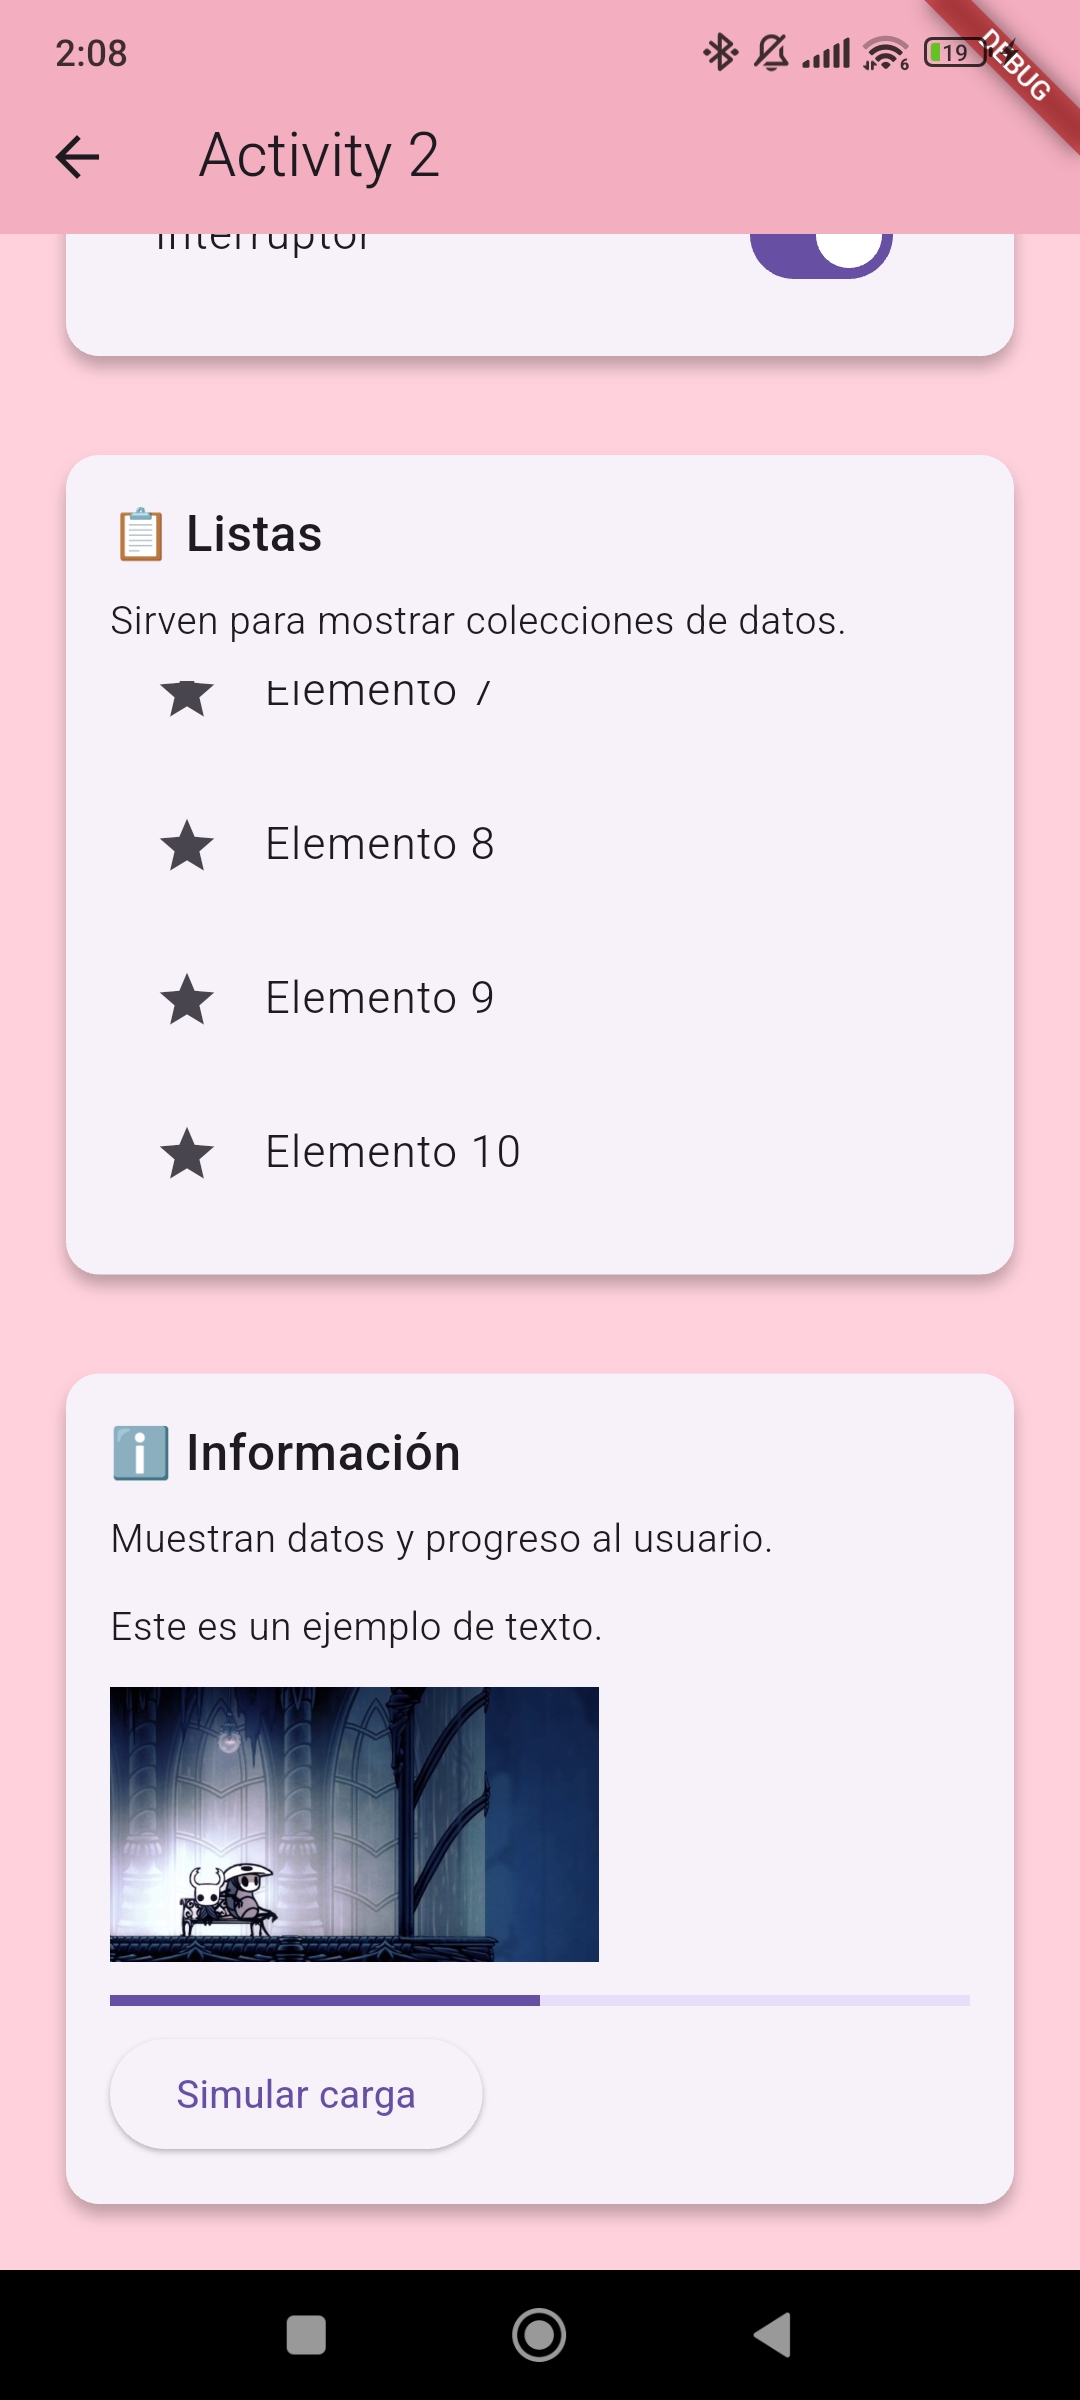 2:08
6
19
DEBUG
Activity 2
Interruptor
📋 Listas
Sirven para mostrar colecciones de datos.
Elemento 7
Elemento 8
Elemento 9
Elemento 10
ℹ️ Información
Muestran datos y progreso al usuario.
Este es un ejemplo de texto.
Simular carga